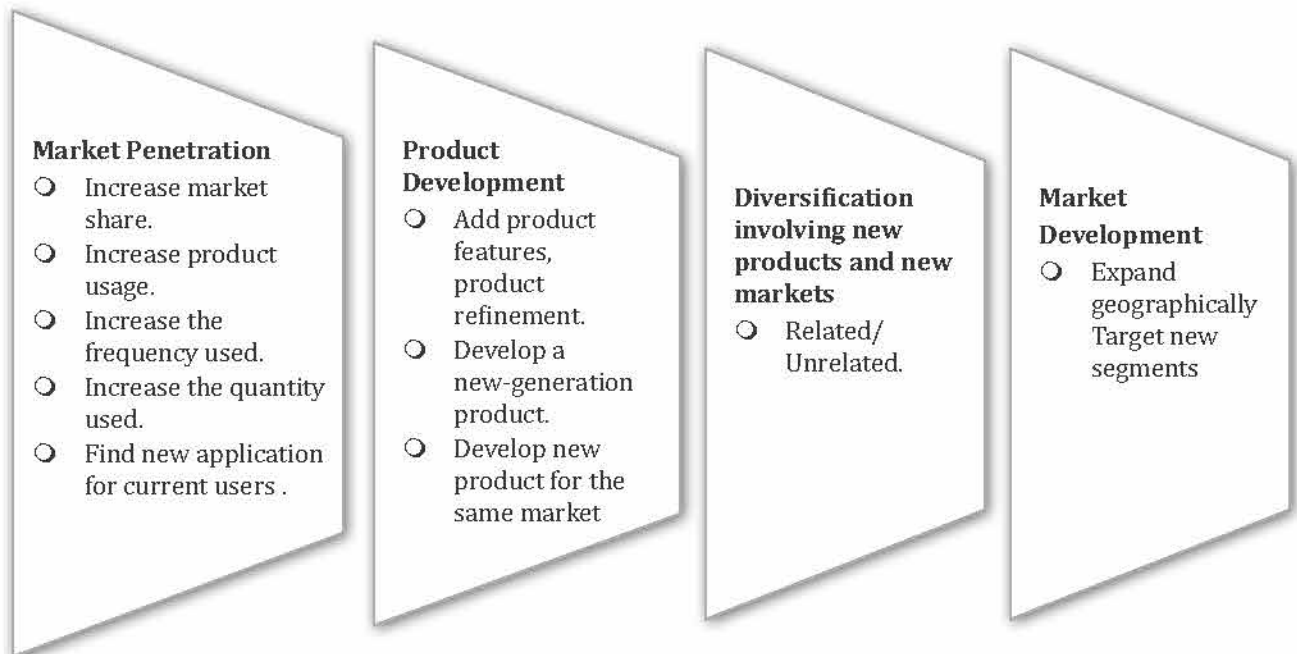 Market Penetration
❍ Increase market
share.
❍ Increase product
usage.
❍ Increase the
frequency used.
❍ Increase the quantity
used.
❍ Find new application
for current users .
Product
Development
❍ Add product
features,
product
refinement.
❍ Develop a
new-generation
product.
❍ Develop new
product for the
same market
Diversification
involving new
products and new
markets
❍ Related/
Unrelated.
Market
Development
❍ Expand
geographically
Target new
segments